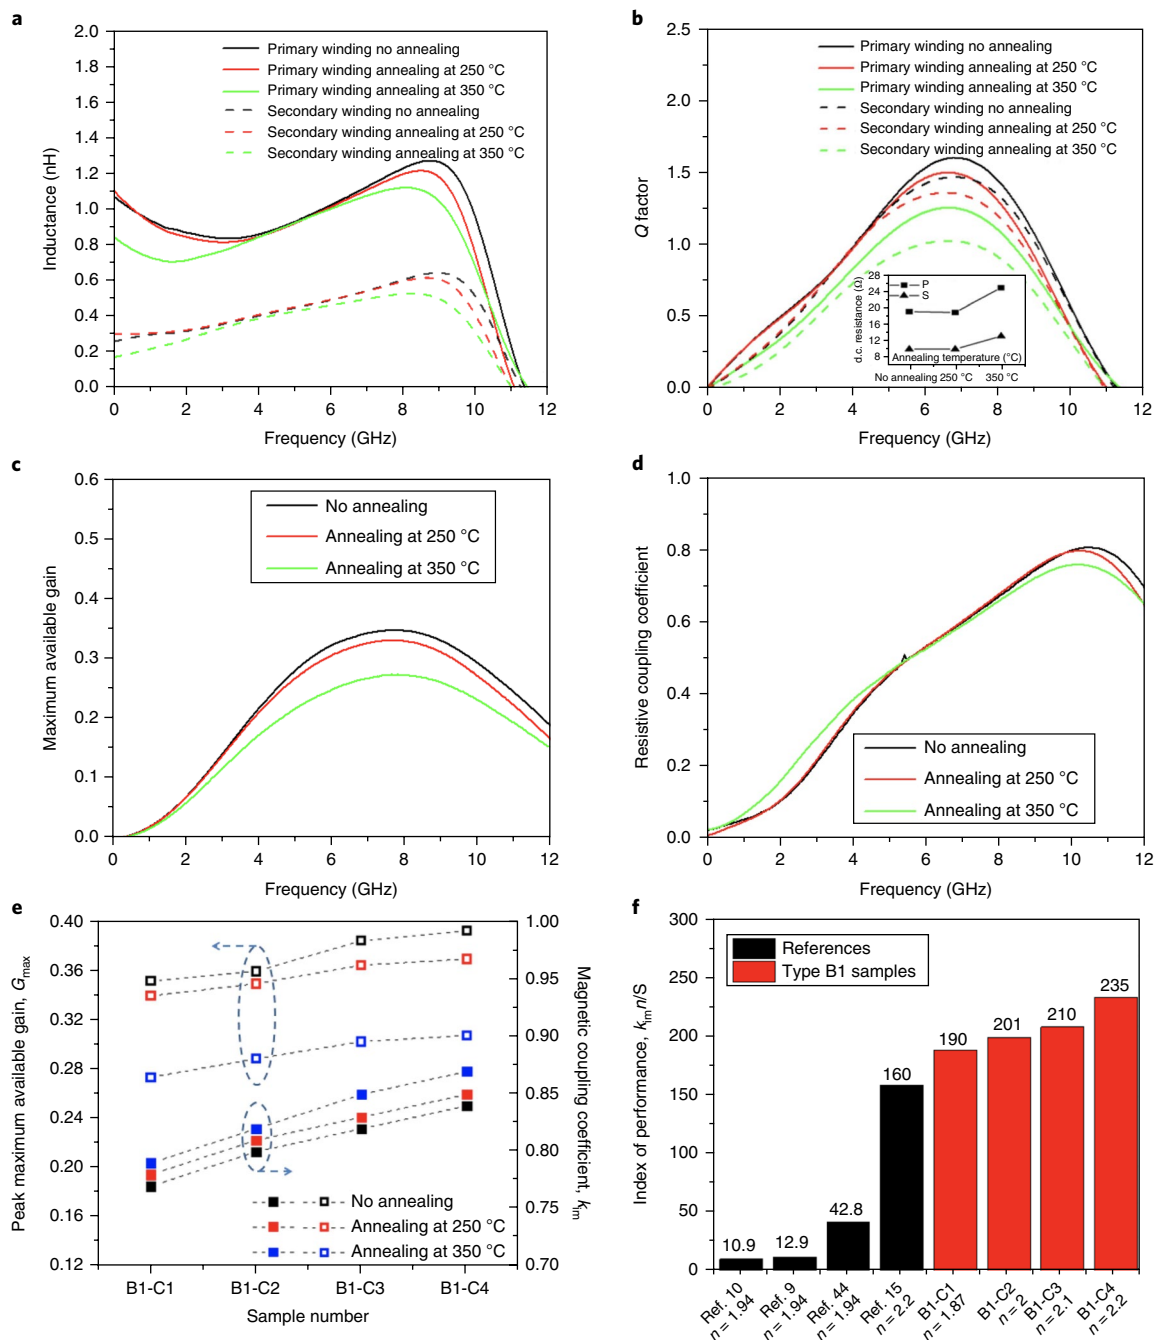 a
2.0
1.8
1.6
1.4
1.2
1.0
0.8
0.6
0.4
0.2
0.0
Inductance (nH)
Primary winding no annealing
Primary winding annealing at 250 °C
Primary winding annealing at 350 °C
Secondary winding no annealing
Secondary winding annealing at 250 °C
Secondary winding annealing at 350 °C
0 2 4 6 8 10 12
Frequency (GHz)
b
2.5
2.0
1.5
1.0
0.5
0.0
Q factor
Primary winding no annealing
Primary winding annealing at 250 °C
Primary winding annealing at 350 °C
Secondary winding no annealing
Secondary winding annealing at 250 °C
Secondary winding annealing at 350 °C
d.c. resistance (Ω)
28
24
20
16
12
8
P
S
Annealing temperature (°C)
No annealing 250 °C 350 °C
0 2 4 6 8 10 12
Frequency (GHz)
c
0.6
0.5
0.4
0.3
0.2
0.1
0.0
Maximum available gain
No annealing
Annealing at 250 °C
Annealing at 350 °C
0 2 4 6 8 10 12
Frequency (GHz)
d
1.0
0.8
0.6
0.4
0.2
0.0
Resistive coupling coefficient
No annealing
Annealing at 250 °C
Annealing at 350 °C
0 2 4 6 8 10 12
Frequency (GHz)
e
0.40
0.36
0.32
0.28
0.24
0.20
0.16
0.12
Peak maximum available gain, Gmax
1.00
0.95
0.90
0.85
0.80
0.75
0.70
Magnetic coupling coefficient, kim
No annealing
Annealing at 250 °C
Annealing at 350 °C
B1-C1 B1-C2 B1-C3 B1-C4
Sample number
f
300
250
200
150
100
50
0
Index of performance, kimn/S
References
Type B1 samples
10.9
12.9
42.8
160
190
201
210
235
Ref. 10
n = 1.94
Ref. 9
n = 1.94
Ref. 44
n = 1.94
Ref. 15
n = 2.2
B1-C1
n = 1.87
B1-C2
n = 2
B1-C3
n = 2.1
B1-C4
n = 2.2